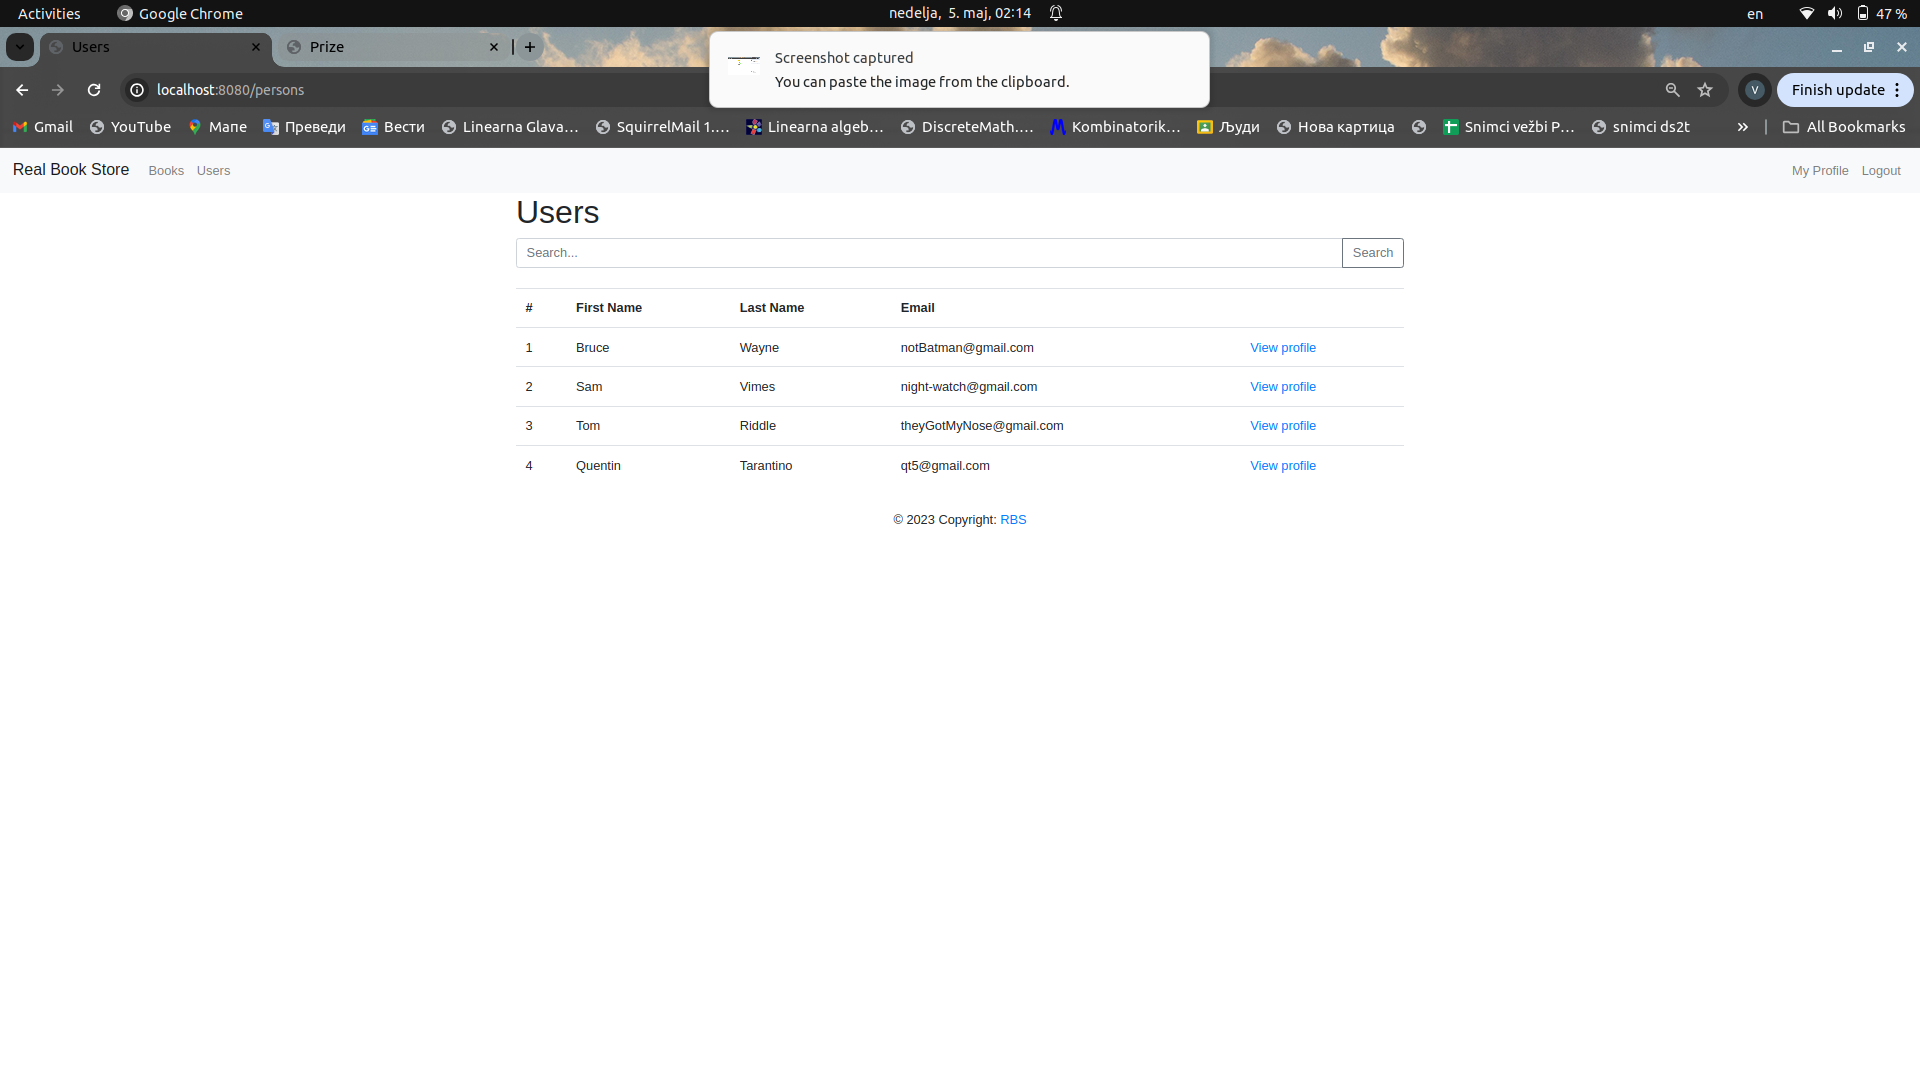 Activities Google Chrome nedelja, 5. maj, 02:14 en 47 %
Users Prize
Screenshot captured
You can paste the image from the clipboard.
localhost:8080/persons V Finish update
Gmail YouTube Мапе Преведи Вести Linearna Glava… SquirrelMail 1.… Linearna algeb… DiscreteMath.… Kombinatorik… Људи Нова картица Snimci vežbi P… snimci ds2t » All Bookmarks
Real Book Store Books Users My Profile Logout
Users
Search... Search
# First Name Last Name Email
1 Bruce Wayne notBatman@gmail.com View profile
2 Sam Vimes night-watch@gmail.com View profile
3 Tom Riddle theyGotMyNose@gmail.com View profile
4 Quentin Tarantino qt5@gmail.com View profile
© 2023 Copyright: RBS